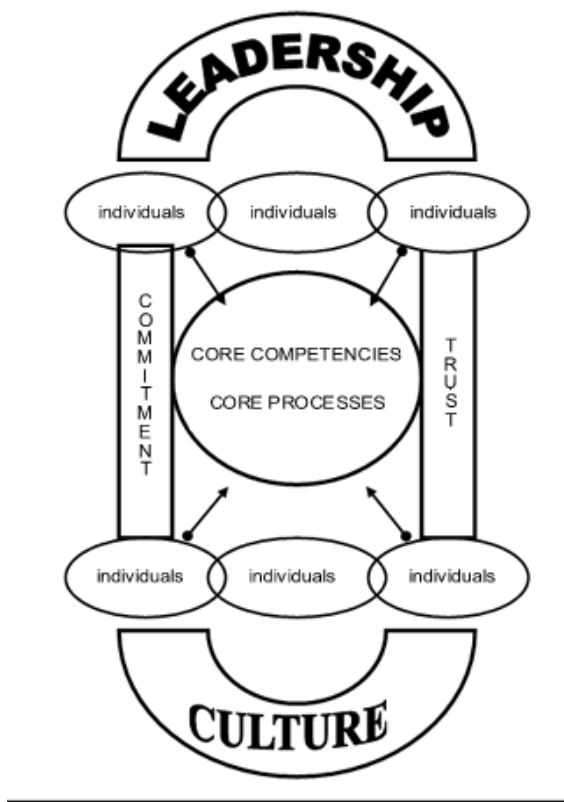 LEADERSHIP
individuals
individuals
individuals
COMMITMENT
CORE COMPETENCIES
CORE PROCESSES
TRUST
individuals
individuals
individuals
CULTURE